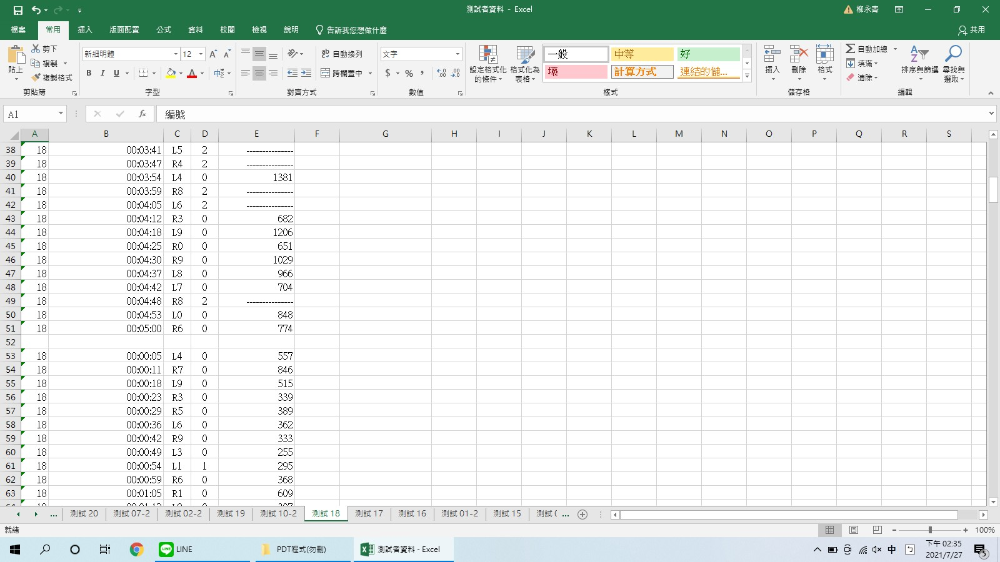 測試者資料 - Excel
柳永青
檔案 常用 插入 版面配置 公式 資料 校閱 檢視 說明 告訴我您想做什麼 共用
貼上 剪下 複製 複製格式 剪貼簿
新細明體 12 A A B I U A 中 字型
ab 自動換列 跨欄置中 對齊方式
文字 $ % , .00 數值
設定格式化的條件 格式化為表格 一般 中等 好 壞 計算方式 連結的儲... 樣式
插入 刪除 格式 儲存格
自動加總 填滿 清除 排序與篩選 尋找與選取 編輯
A1 fx 編號
A B C D E F G H I J K L M N O P Q R S
38 18 00:03:41 L5 2 ---------------
39 18 00:03:47 R4 2 ---------------
40 18 00:03:54 L4 0 1381
41 18 00:03:59 R8 2 ---------------
42 18 00:04:05 L6 2 ---------------
43 18 00:04:12 R3 0 682
44 18 00:04:18 L9 0 1206
45 18 00:04:25 R0 0 651
46 18 00:04:30 R9 0 1029
47 18 00:04:37 L8 0 966
48 18 00:04:42 L7 0 704
49 18 00:04:48 R8 2 ---------------
50 18 00:04:53 L0 0 848
51 18 00:05:00 R6 0 774
52
53 18 00:00:05 L4 0 557
54 18 00:00:11 R7 0 846
55 18 00:00:18 L9 0 515
56 18 00:00:23 R3 0 339
57 18 00:00:29 R5 0 389
58 18 00:00:36 L6 0 362
59 18 00:00:42 R9 0 333
60 18 00:00:49 L3 0 255
61 18 00:00:54 L1 1 295
62 18 00:00:59 R6 0 368
63 18 00:01:05 R1 0 609
... 測試 20 測試 07-2 測試 02-2 測試 19 測試 10-2 測試 18 測試 17 測試 16 測試 01-2 測試 15 測試 ...
就緒 100%
LINE PDT程式(勿刪) 測試者資料 - Excel 中 下午 02:35
2021/7/27 5